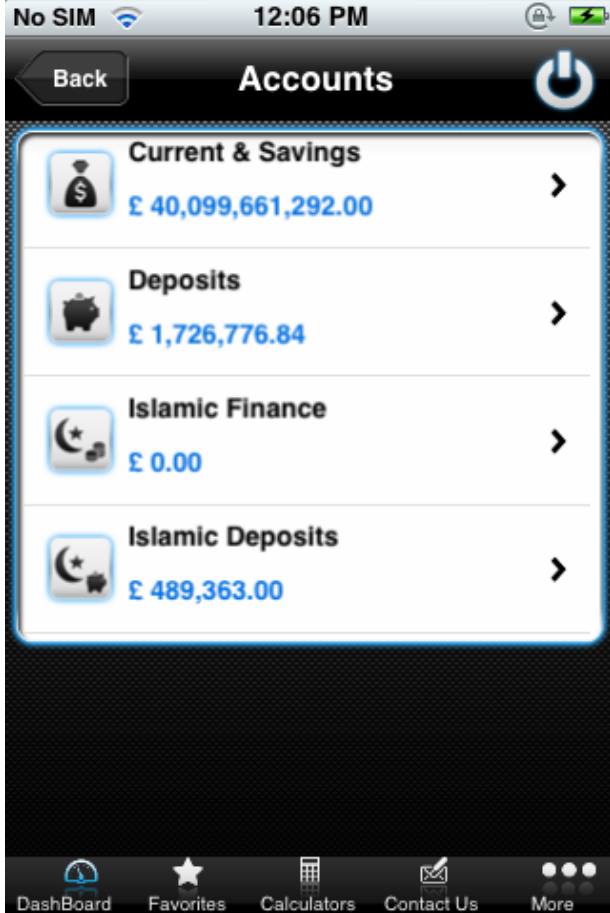 No SIM 12:06 PM
Back Accounts
Current & Savings
£ 40,099,661,292.00
Deposits
£ 1,726,776.84
Islamic Finance
£ 0.00
Islamic Deposits
£ 489,363.00
DashBoard Favorites Calculators Contact Us More